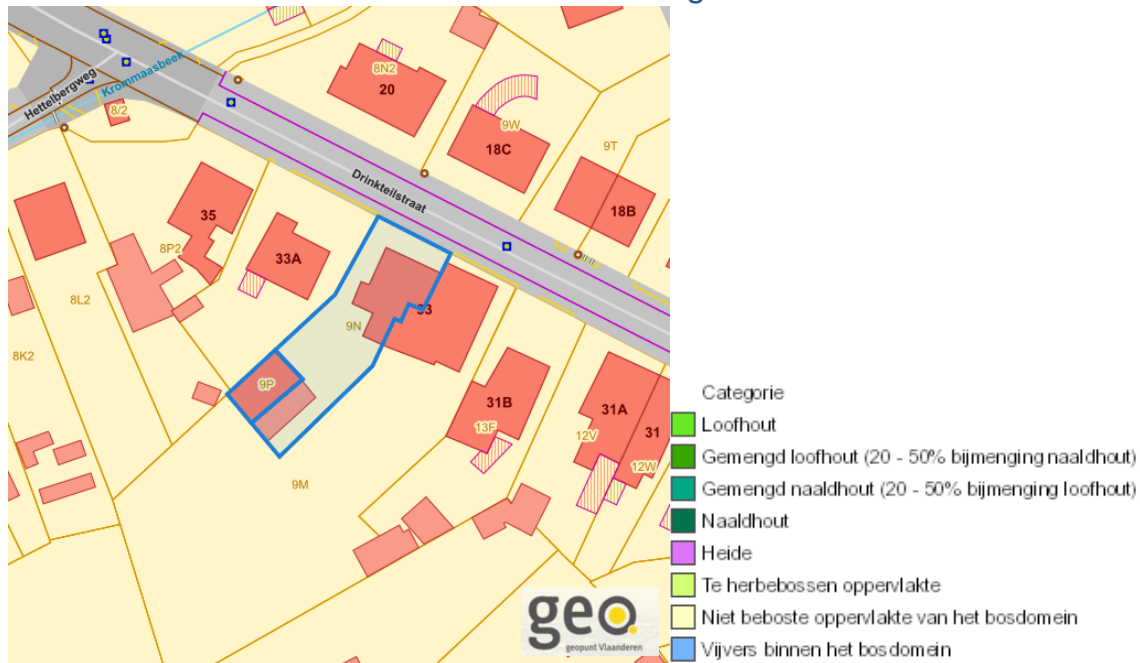 Hettelbergweg
Krommaasbeek
8/2
8N2
20
9W
18C
9T
18B
Drinkteilstraat
35
8P2
33A
8L2
8K2
9N
33
9P
9M
31B
13F
31A
12V
31
12W
geo
geopunt Vlaanderen
Categorie
Loofhout
Gemengd loofhout (20 - 50% bijmenging naaldhout)
Gemengd naaldhout (20 - 50% bijmenging loofhout)
Naaldhout
Heide
Te herbebossen oppervlakte
Niet beboste oppervlakte van het bosdomein
Vijvers binnen het bosdomein